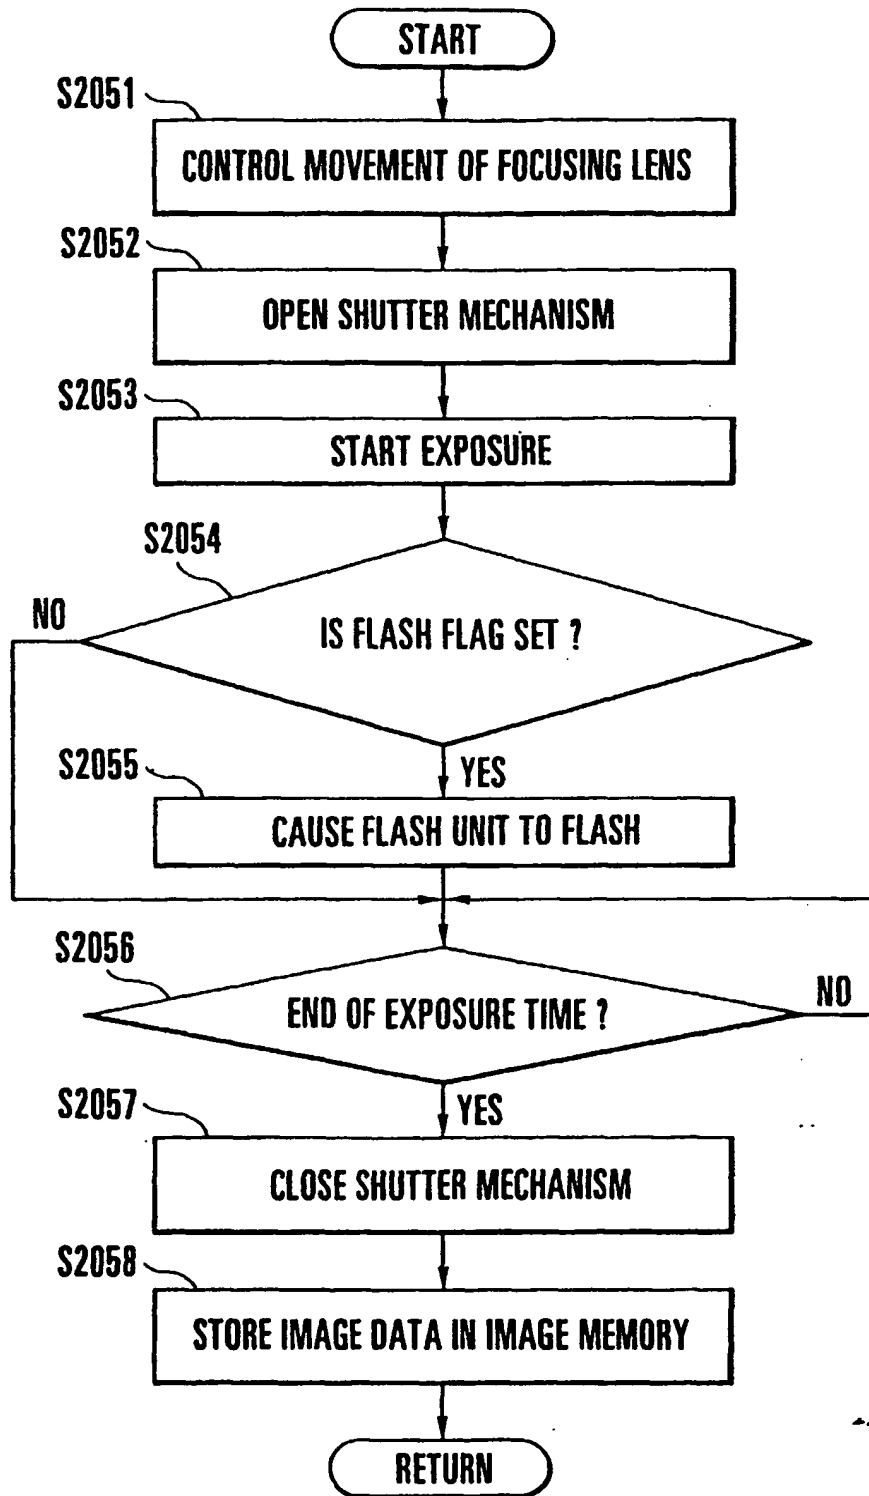 START
S2051
CONTROL MOVEMENT OF FOCUSING LENS
S2052
OPEN SHUTTER MECHANISM
S2053
START EXPOSURE
S2054
NO
IS FLASH FLAG SET ?
YES
S2055
CAUSE FLASH UNIT TO FLASH
S2056
END OF EXPOSURE TIME ?
NO
YES
S2057
CLOSE SHUTTER MECHANISM
S2058
STORE IMAGE DATA IN IMAGE MEMORY
RETURN